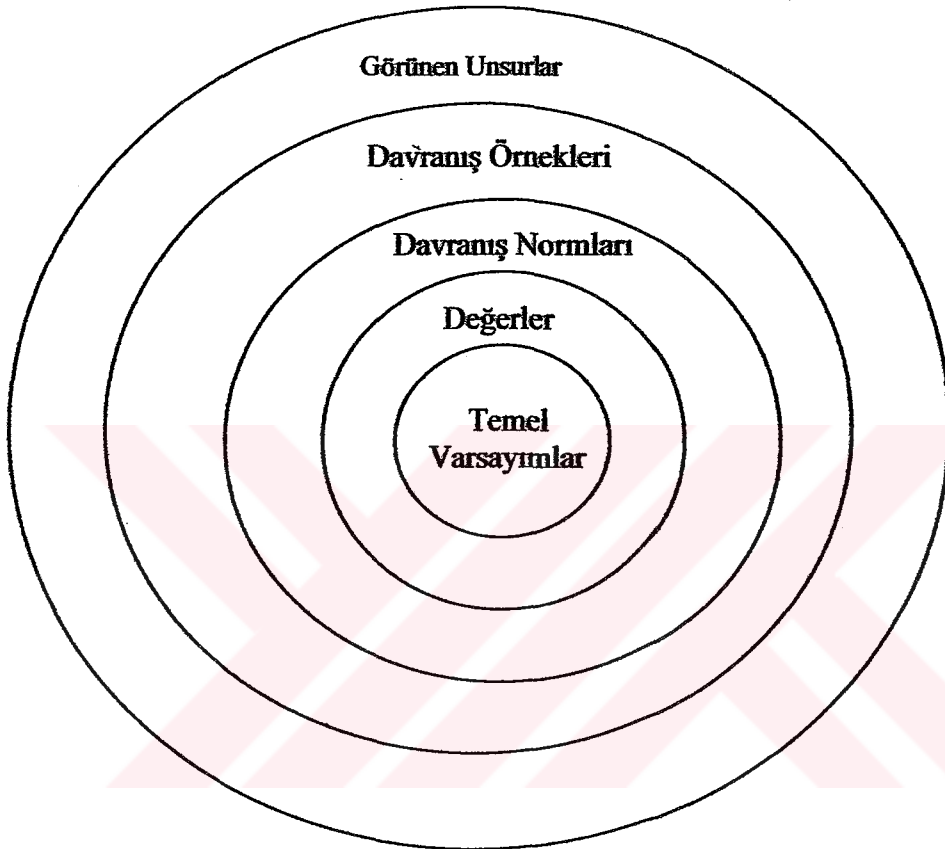 Görünen Unsurlar
Davranış Örnekleri
Davranış Normları
Değerler
Temel
Varsayımlar